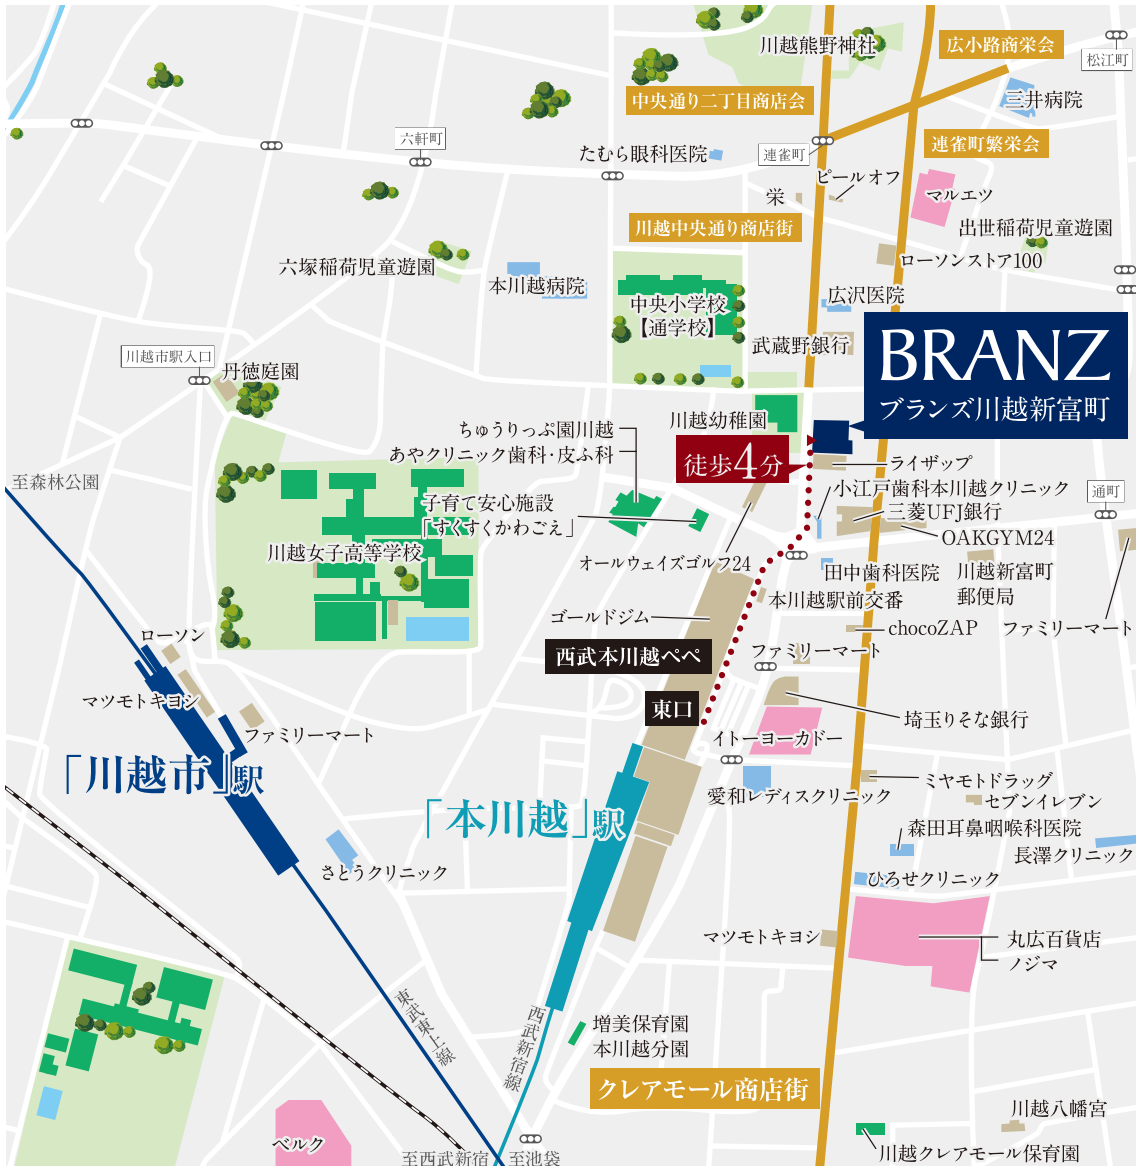 川越熊野神社
広小路商栄会
松江町
中央通り二丁目商店会
三井病院
六軒町
たむら眼科医院
連雀町
連雀町繁栄会
ピールオフ
栄
マルエツ
川越中央通り商店街
出世稲荷児童遊園
六塚稲荷児童遊園
本川越病院
ローソンストア100
中央小学校
【通学校】
広沢医院
武蔵野銀行
BRANZ
ブランズ川越新富町
川越市駅入口
丹徳庭園
川越幼稚園
ちゅうりっぷ園川越
あやクリニック歯科・皮ふ科
徒歩4分
ライザップ
至森林公園
小江戸歯科本川越クリニック
通町
子育て安心施設
「すくすくかわごえ」
三菱UFJ銀行
OAKGYM24
川越女子高等学校
オールウェイズゴルフ24
田中歯科医院
川越新富町
郵便局
本川越駅前交番
ゴールドジム
chocoZAP
ファミリーマート
ローソン
西武本川越ペペ
ファミリーマート
マツモトキヨシ
東口
埼玉りそな銀行
ファミリーマート
イトーヨーカドー
「川越市」駅
ミヤモトドラッグ
愛和レディスクリニック
セブンイレブン
「本川越」駅
森田耳鼻咽喉科医院
長澤クリニック
さとうクリニック
ひろせクリニック
マツモトキヨシ
丸広百貨店
ノジマ
東武東上線
西武新宿線
増美保育園
本川越分園
クレアモール商店街
川越八幡宮
ベルク
川越クレアモール保育園
至西武新宿
至池袋